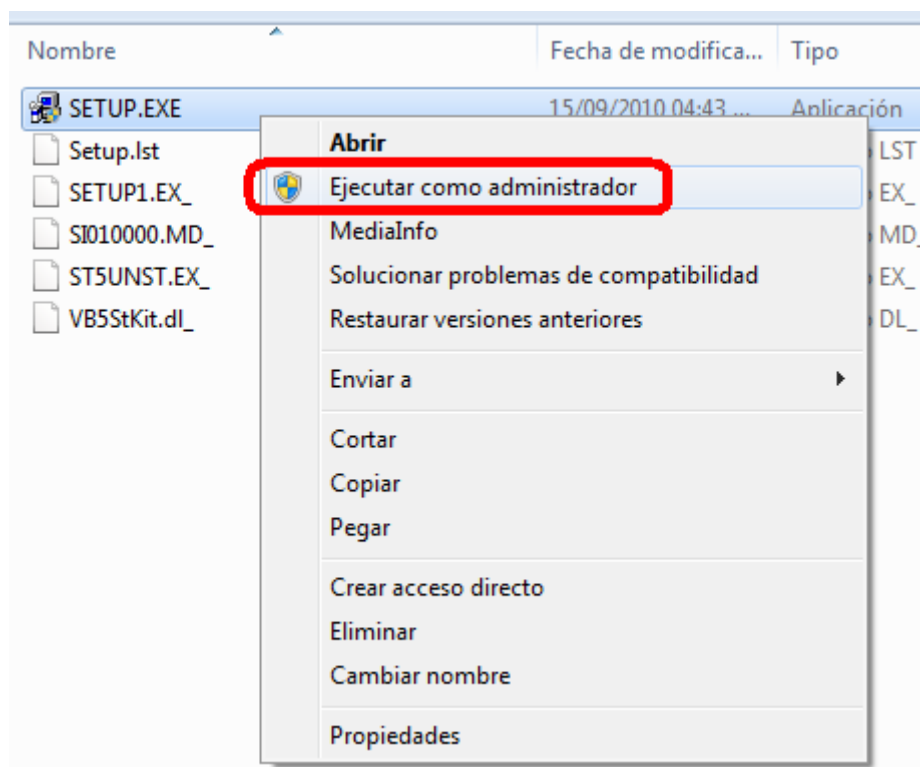 Nombre Fecha de modifica... Tipo
SETUP.EXE 15/09/2010 04:43 ... Aplicación
Abrir
Setup.lst LST
Ejecutar como administrador
SETUP1.EX_ EX_
MediaInfo
SI010000.MD_ MD_
Solucionar problemas de compatibilidad
ST5UNST.EX_ EX_
Restaurar versiones anteriores
VB5StKit.dl_ DL_
Enviar a
Cortar
Copiar
Pegar
Crear acceso directo
Eliminar
Cambiar nombre
Propiedades